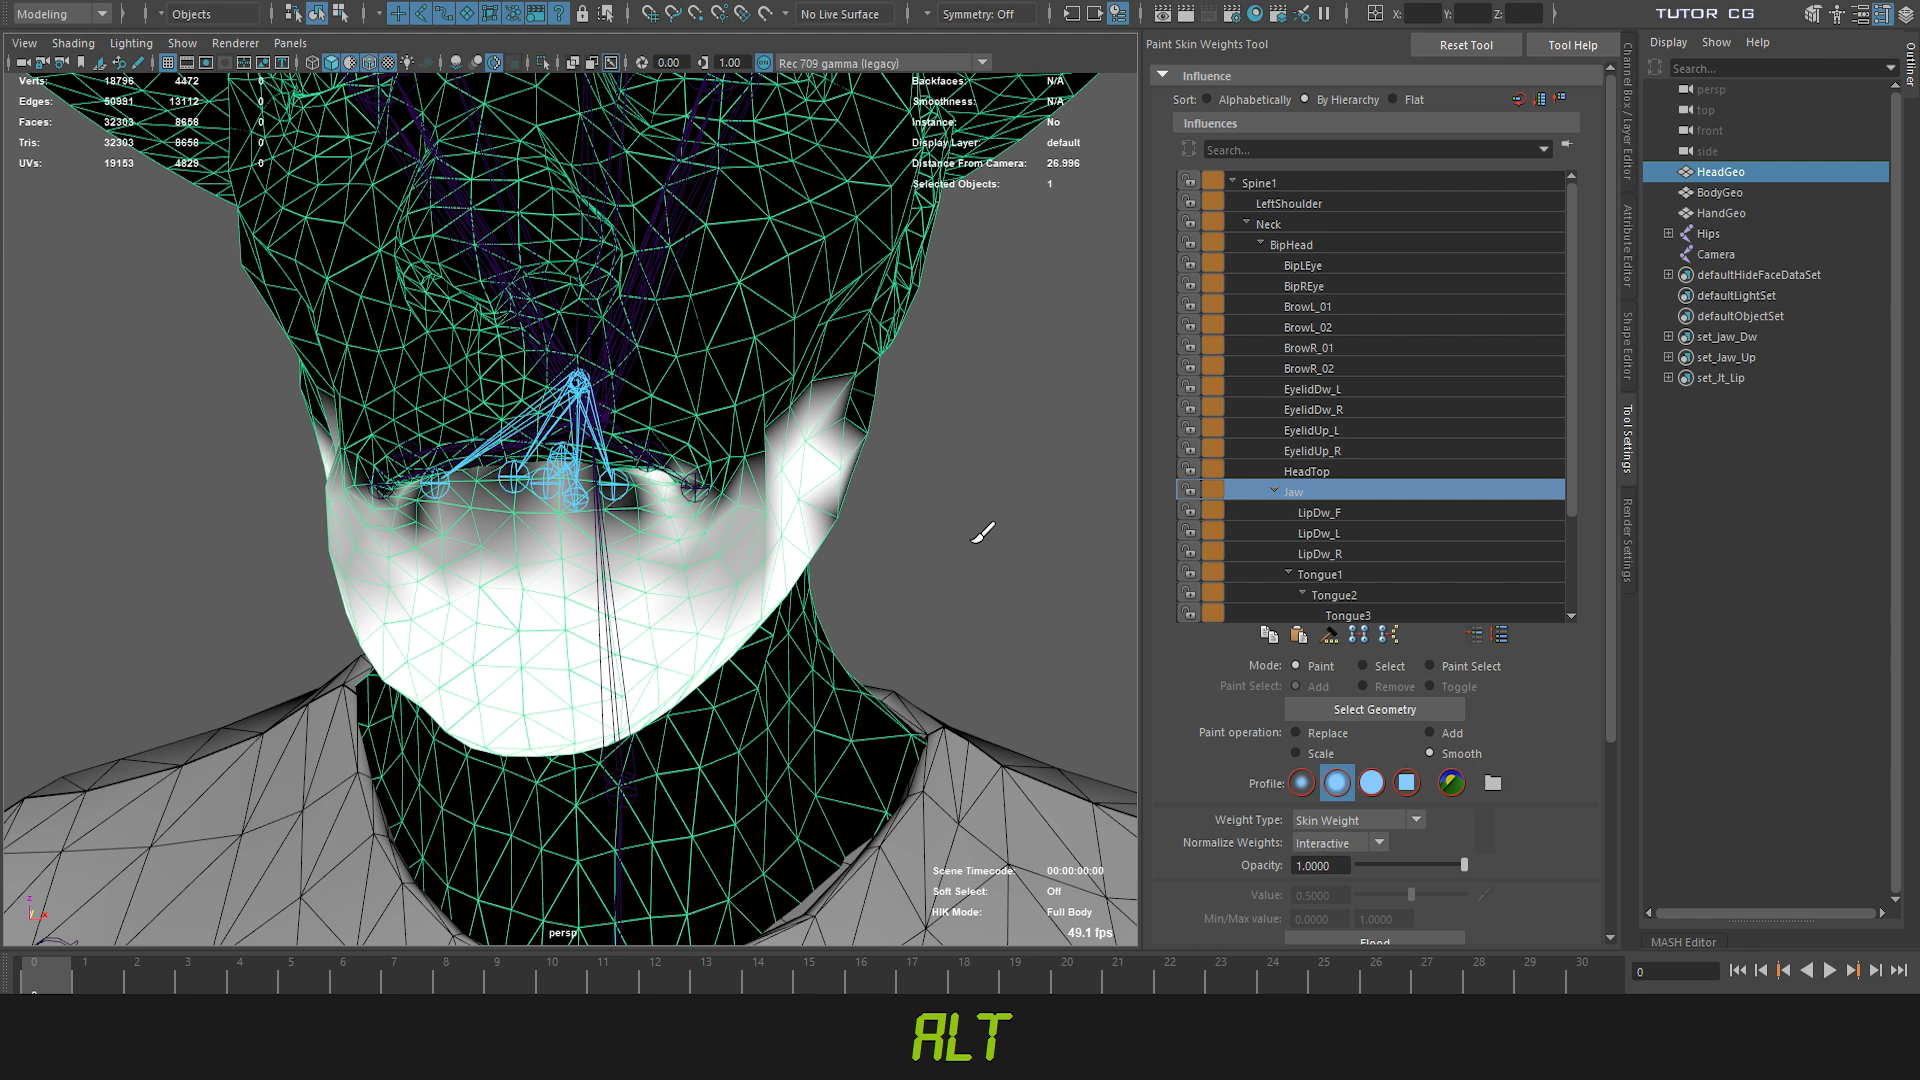 Modeling Objects No Live Surface Symmetry: Off X: Y: Z: TUTOR CG
View Shading Lighting Show Renderer Panels
0.00 1.00 Rec 709 gamma (legacy)
Verts: 18796 4472 0
Edges: 50991 13112 0
Faces: 32303 8658 0
Tris: 32303 8658 0
UVs: 19153 4829 0
Backfaces: N/A
Smoothness: N/A
Instance: No
Display Layer: default
Distance From Camera: 26.996
Selected Objects: 1
Scene Timecode: 00:00:00:00
Soft Select: Off
HIK Mode: Full Body
persp
49.1 fps
z
y
x
Paint Skin Weights Tool Reset Tool Tool Help
Influence
Sort: Alphabetically By Hierarchy Flat
Influences
Search...
Spine1
LeftShoulder
Neck
BipHead
BipLEye
BipREye
BrowL_01
BrowL_02
BrowR_01
BrowR_02
EyelidDw_L
EyelidDw_R
EyelidUp_L
EyelidUp_R
HeadTop
Jaw
LipDw_F
LipDw_L
LipDw_R
Tongue1
Tongue2
Tongue3
Mode: Paint Select Paint Select
Paint Select: Add Remove Toggle
Select Geometry
Paint operation: Replace Add
Scale Smooth
Profile:
Weight Type: Skin Weight
Normalize Weights: Interactive
Opacity: 1.0000
Value: 0.5000
Min/Max value: 0.0000 1.0000
Flood
Channel Box / Layer Editor
Attribute Editor
Shape Editor
Tool Settings
Render Settings
Display Show Help
Search...
persp
top
front
side
HeadGeo
BodyGeo
HandGeo
Hips
Camera
defaultHideFaceDataSet
defaultLightSet
defaultObjectSet
set_jaw_Dw
set_Jaw_Up
set_Jt_Lip
Outliner
MASH Editor
0 1 2 3 4 5 6 7 8 9 10 11 12 13 14 15 16 17 18 19 20 21 22 23 24 25 26 27 28 29 30
0
0
ALT